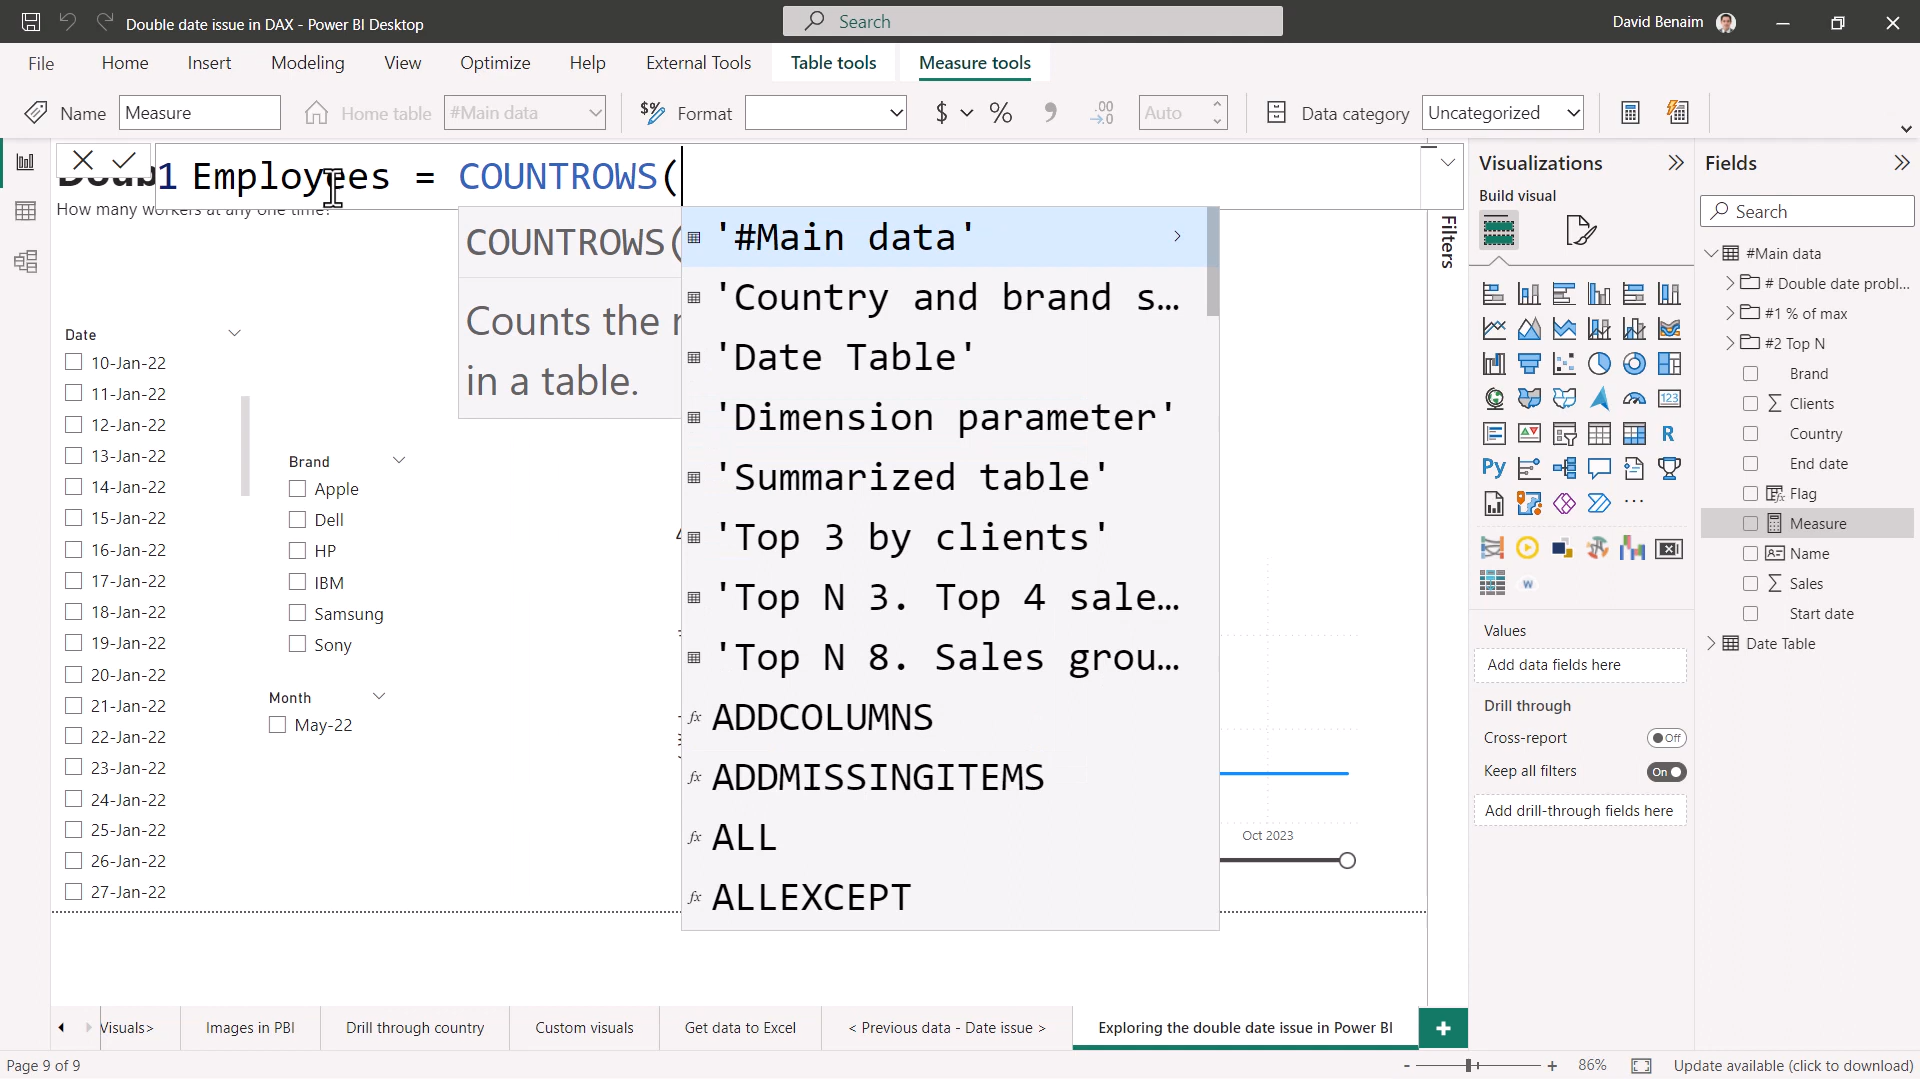 Double date issue in DAX - Power BI Desktop
Search
David Benaim
File
Home
Insert
Modeling
View
Optimize
Help
External Tools
Table tools
Measure tools
Name
Measure
Home table
#Main data
Format
$
%
Auto
Data category
Uncategorized
1 Employees = COUNTROWS(
How many workers at any one time?
COUNTROWS(
Counts the
in a table.
'#Main data'
'Country and brand s...
'Date Table'
'Dimension parameter'
'Summarized table'
'Top 3 by clients'
'Top N 3. Top 4 sale...
'Top N 8. Sales grou...
ADDCOLUMNS
ADDMISSINGITEMS
ALL
ALLEXCEPT
Date
10-Jan-22
11-Jan-22
12-Jan-22
13-Jan-22
14-Jan-22
15-Jan-22
16-Jan-22
17-Jan-22
18-Jan-22
19-Jan-22
20-Jan-22
21-Jan-22
22-Jan-22
23-Jan-22
24-Jan-22
25-Jan-22
26-Jan-22
27-Jan-22
Brand
Apple
Dell
HP
IBM
Samsung
Sony
Month
May-22
Oct 2023
Filters
Visualizations
Build visual
Values
Add data fields here
Drill through
Cross-report
Off
Keep all filters
On
Add drill-through fields here
Fields
Search
#Main data
# Double date probl...
#1 % of max
#2 Top N
Brand
Clients
Country
End date
Flag
Measure
Name
Sales
Start date
Date Table
Visuals>
Images in PBI
Drill through country
Custom visuals
Get data to Excel
< Previous data - Date issue >
Exploring the double date issue in Power BI
Page 9 of 9
86%
Update available (click to download)